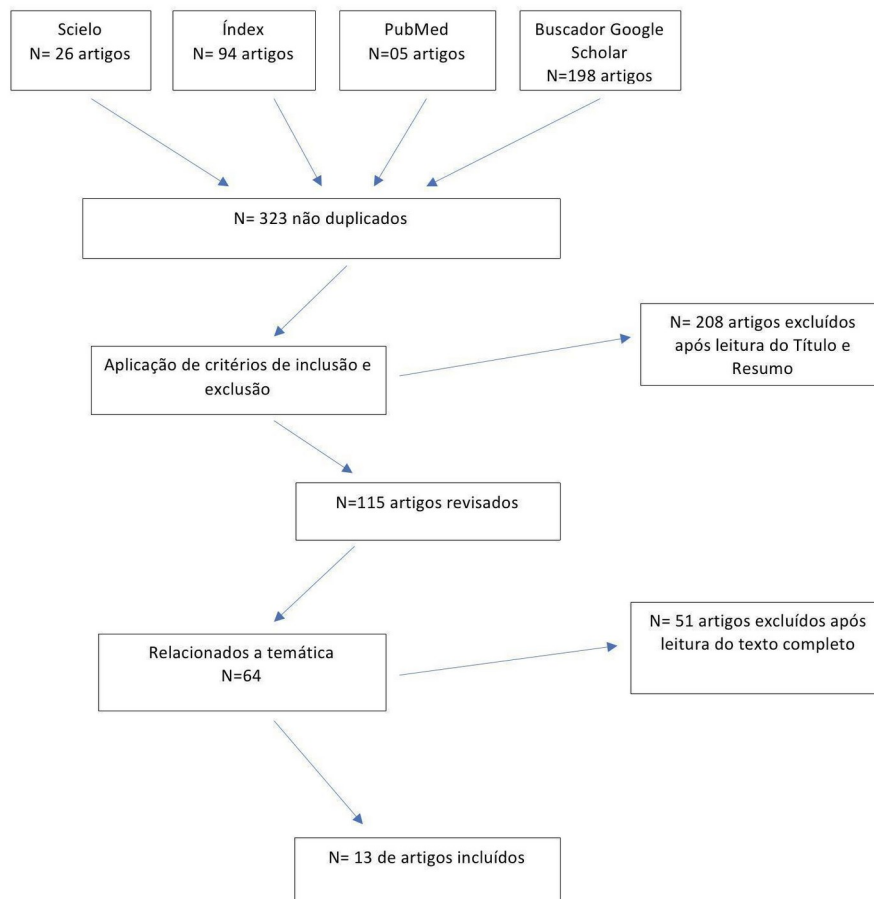 Scielo
N= 26 artigos
Índex
N= 94 artigos
PubMed
N=05 artigos
Buscador Google
Scholar
N=198 artigos
N= 323 não duplicados
N= 208 artigos excluídos
após leitura do Título e
Resumo
Aplicação de critérios de inclusão e
exclusão
N=115 artigos revisados
N= 51 artigos excluídos após
leitura do texto completo
Relacionados a temática
N=64
N= 13 de artigos incluídos